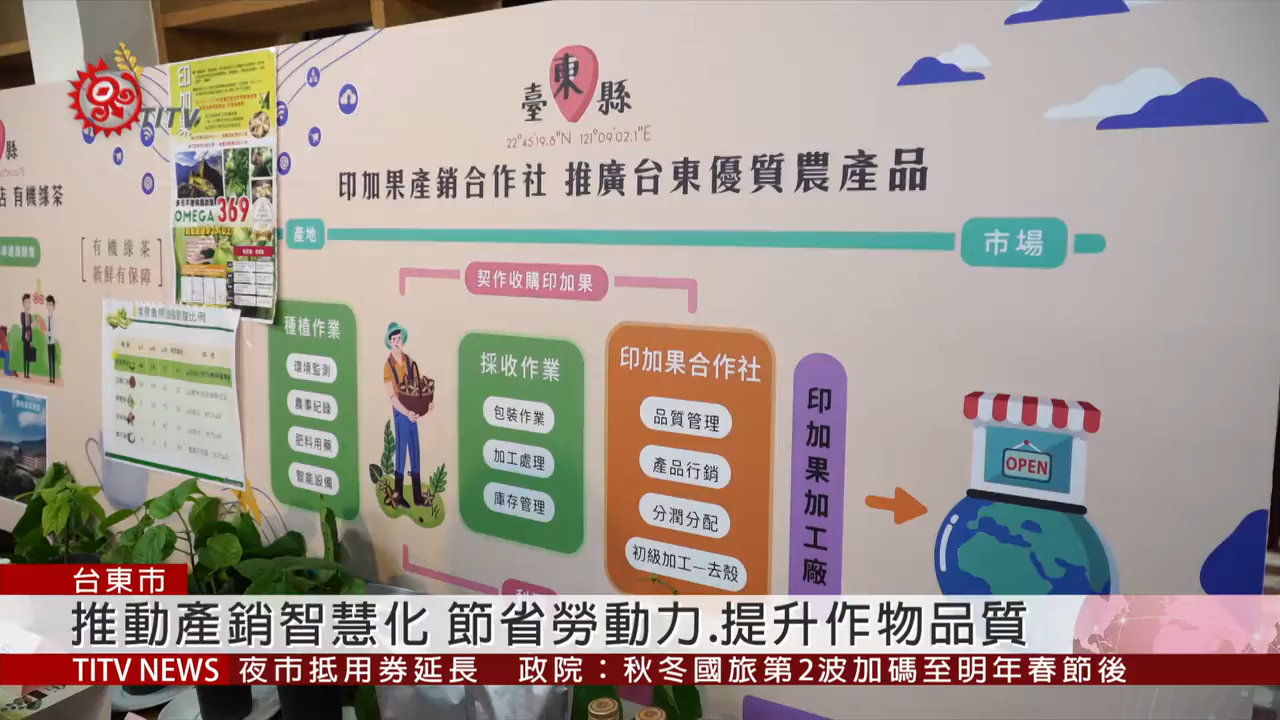 TITV
臺東縣
22°45'19.8"N 121°09'02.1"E
印加果產銷合作社 推廣台東優質農產品
縣
店 有機綠茶
有機綠茶
新鮮有保障
印加果
OMEGA 369
產地
市場
契作收購印加果
種植作業
環境監測
農事紀錄
肥料用藥
智能設備
採收作業
包裝作業
加工處理
庫存管理
印加果合作社
品質管理
產品行銷
分潤分配
初級加工—去殼
印加果加工廠
OPEN
台東市
推動產銷智慧化 節省勞動力.提升作物品質
TITV NEWS 夜市抵用券延長 政院：秋冬國旅第2波加碼至明年春節後